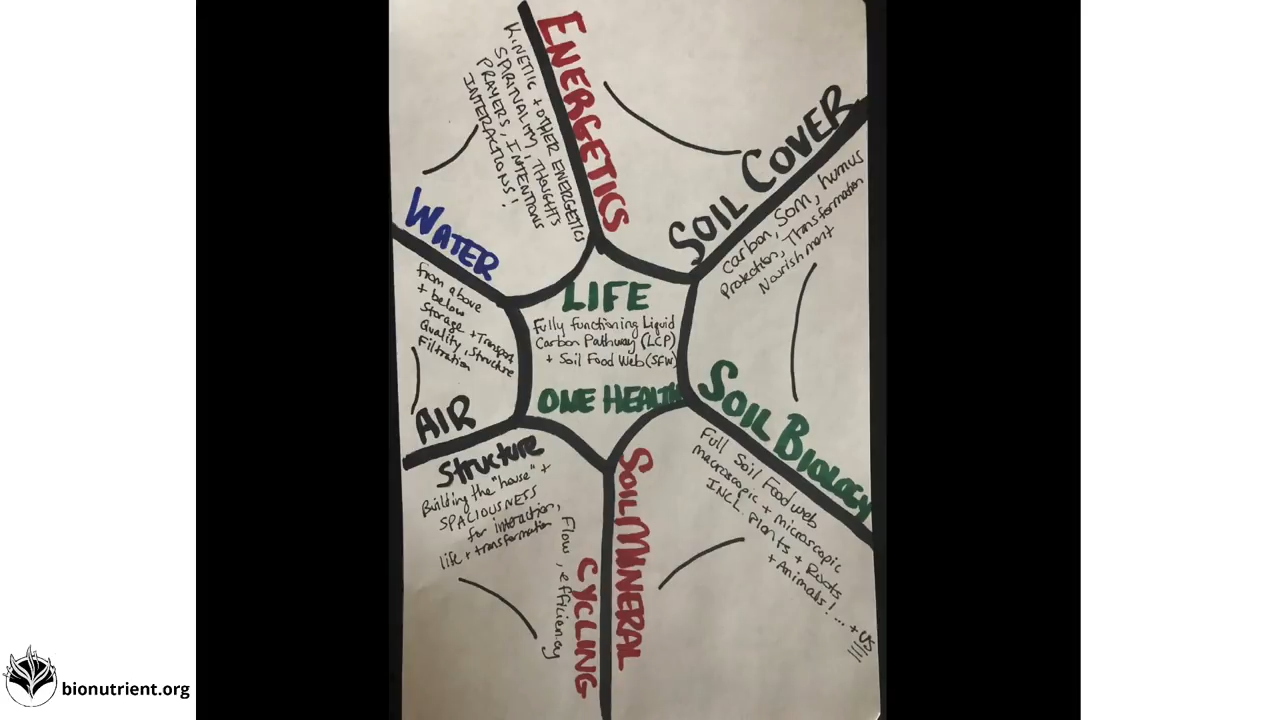 ENERGETICS
KINETIC + OTHER ENERGETICS
SPIRITUALITY, THOUGHTS
PRAYERS, INTENTIONS
INTERACTIONS!
SOIL COVER
Carbon, SOM, humus
Protection, Transformation
Nourishment
WATER
from above
+ below
Storage + Transport
Quality, Structure
Filtration
LIFE
Fully functioning Liquid
Carbon Pathway (LCP)
+ Soil Food Web (SFW)
ONE HEALTH
SOIL BIOLOGY
Full Soil Foodweb
macroscopic + microscopic
INCL. Plants + Roots
+ Animals! ... + US
AIR
Structure
Building the "house" +
SPACIOUSNESS
for interaction,
life + transformation
SOIL MINERAL
CYCLING
Flow, efficiency
bionutrient.org